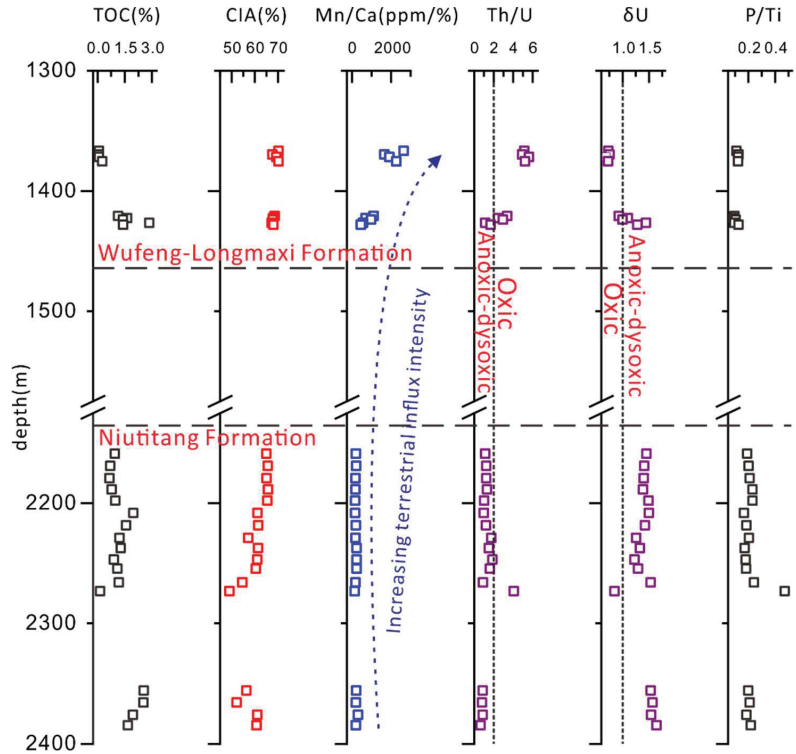 TOC(%) CIA(%) Mn/Ca(ppm/%) Th/U δU P/Ti
0.0 1.5 3.0 50 60 70 0 2000 0 2 4 6 1.0 1.5 0.2 0.4
1300
1400
Wufeng-Longmaxi Formation
1500
Anoxic-dysoxic
Oxic
Oxic
Anoxic-dysoxic
Increasing terrestrial influx intensity
depth(m)
Niutitang Formation
2200
2300
2400